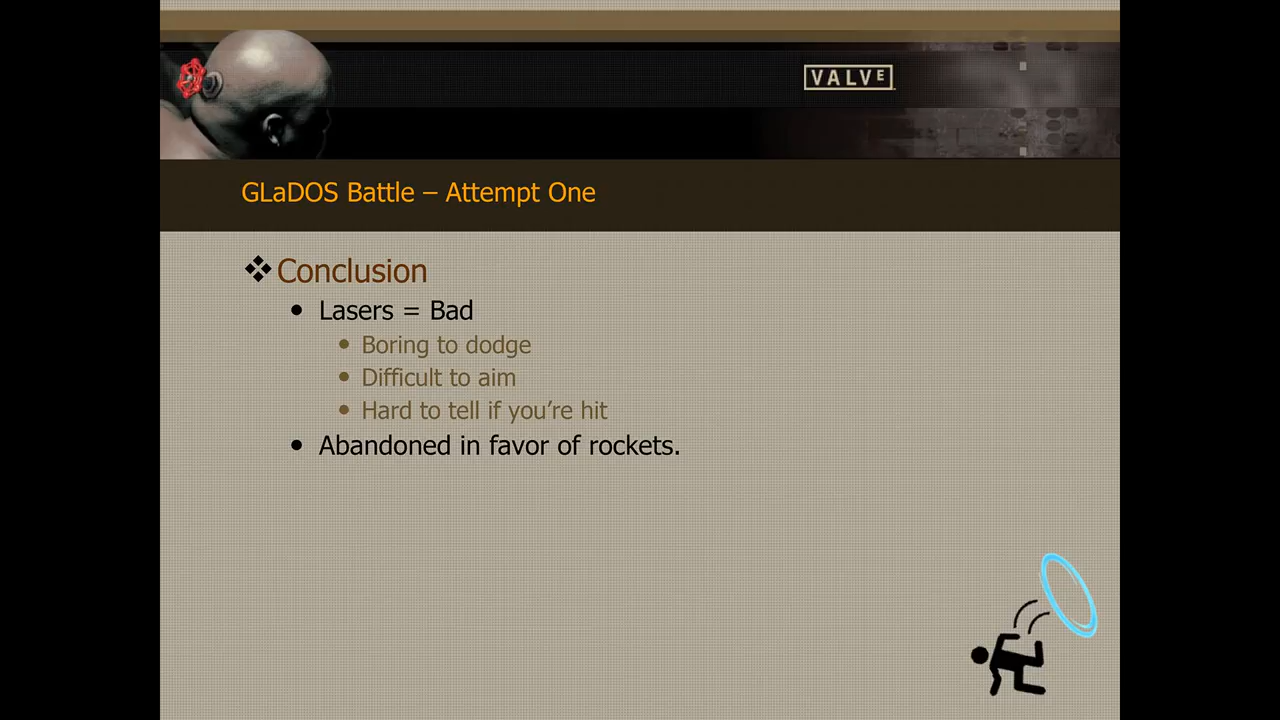 VALVE
GLaDOS Battle – Attempt One
Conclusion
Lasers = Bad
Boring to dodge
Difficult to aim
Hard to tell if you’re hit
Abandoned in favor of rockets.